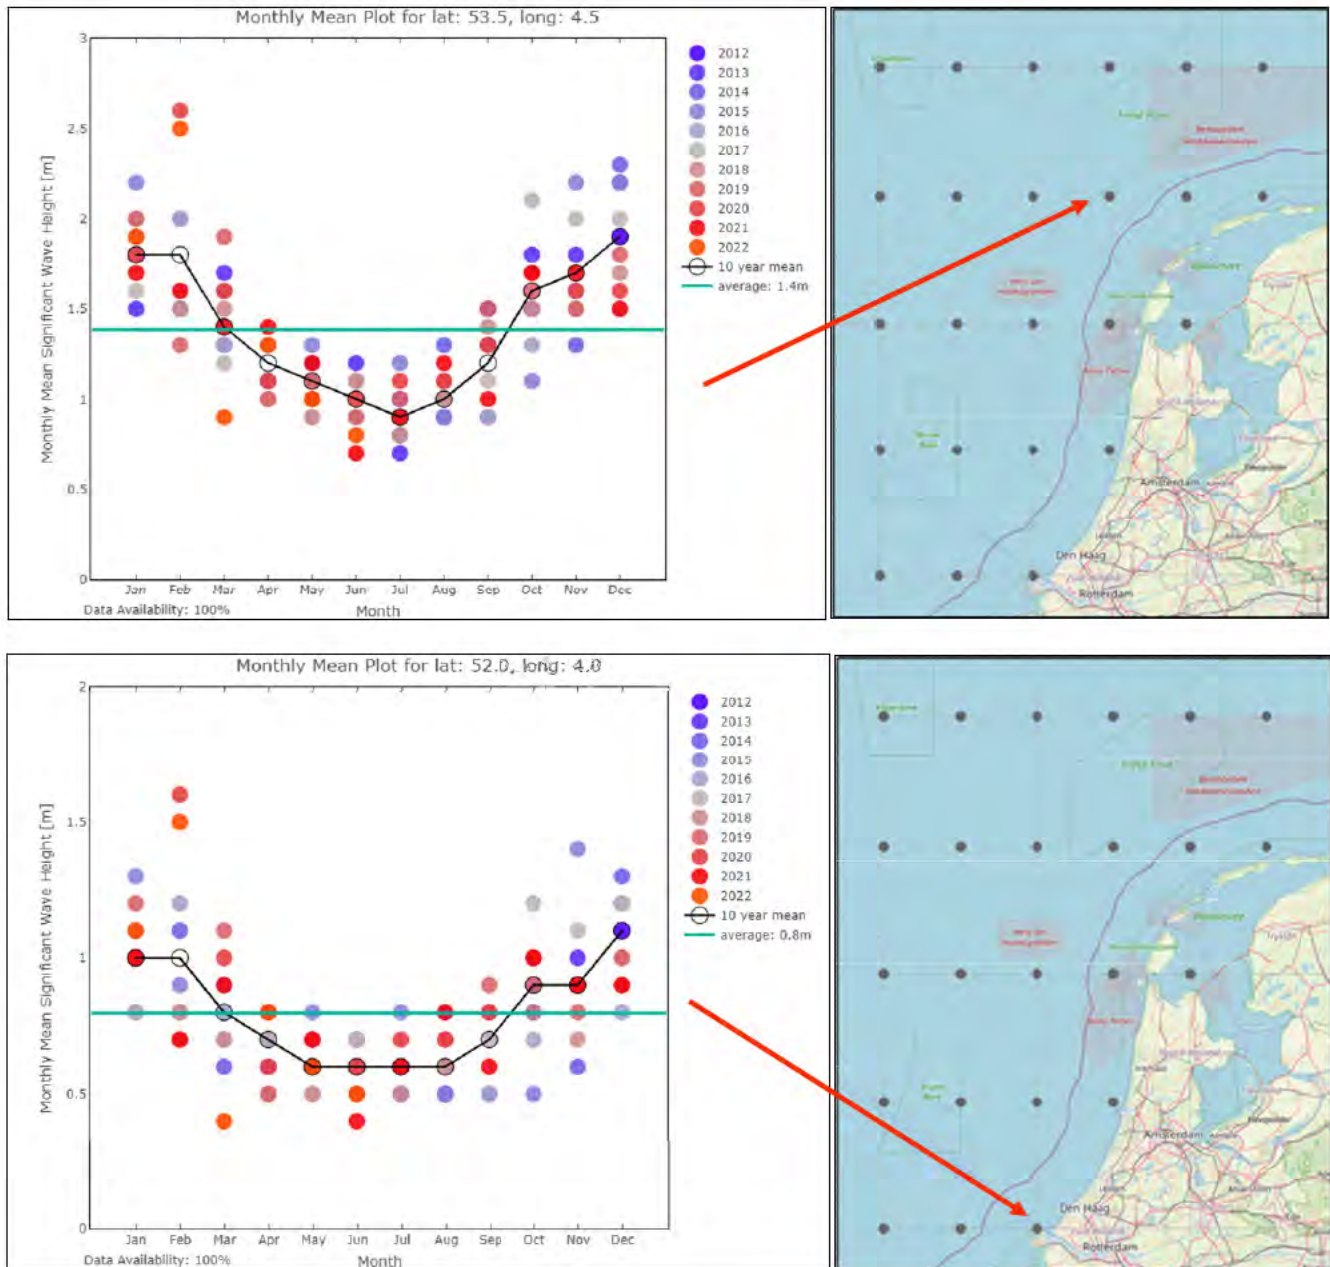 Monthly Mean Plot for lat: 53.5, long: 4.5
Monthly Mean Significant Wave Height [m]
3
2.5
2
1.5
1
0.5
0
Jan Feb Mar Apr May Jun Jul Aug Sep Oct Nov Dec
Data Availability: 100%
Month
2012
2013
2014
2015
2016
2017
2018
2019
2020
2021
2022
10 year mean
average: 1.4m
Amsterdam
Den Haag
Rotterdam
Monthly Mean Plot for lat: 52.0, long: 4.0
Monthly Mean Significant Wave Height [m]
2
1.5
1
0.5
0
Jan Feb Mar Apr May Jun Jul Aug Sep Oct Nov Dec
Data Availability: 100%
Month
2012
2013
2014
2015
2016
2017
2018
2019
2020
2021
2022
10 year mean
average: 0.8m
Amsterdam
Den Haag
Rotterdam